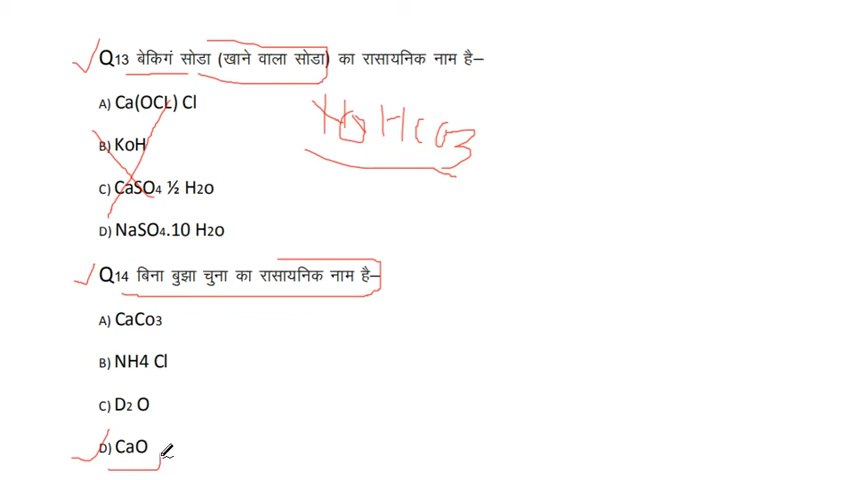 Q13 बेकिगं सोडा (खाने वाला सोडा) का रासायनिक नाम है–
A) Ca(OCL) Cl
B) KoH
C) CaSO4 ½ H2o
D) NaSO4.10 H2o
HCO3
Q14 बिना बुझा चुना का रासायनिक नाम है–
A) CaCo3
B) NH4 Cl
C) D2 O
D) CaO